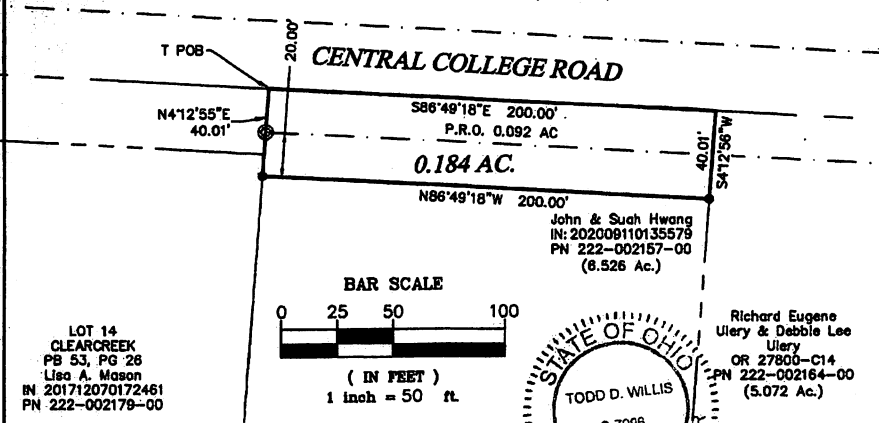 T POB
20.00'
CENTRAL COLLEGE ROAD
N4°12'55"E
40.01'
S86°49'18"E 200.00'
P.R.O. 0.092 AC
0.184 AC.
40.01'
S4°12'56"W
N86°49'18"W 200.00'
John & Suah Hwang
IN: 202009110135579
PN 222-002157-00
(6.526 Ac.)
BAR SCALE
0 25 50 100
( IN FEET )
1 inch = 50 ft.
LOT 14
CLEARCREEK
PB 53, PG 26
Lisa A. Mason
IN 201712070172461
PN 222-002179-00
STATE OF OHIO
TODD D. WILLIS
Richard Eugene
Ulery & Debbie Lee
Ulery
OR 27800-C14
PN 222-002164-00
(5.072 Ac.)